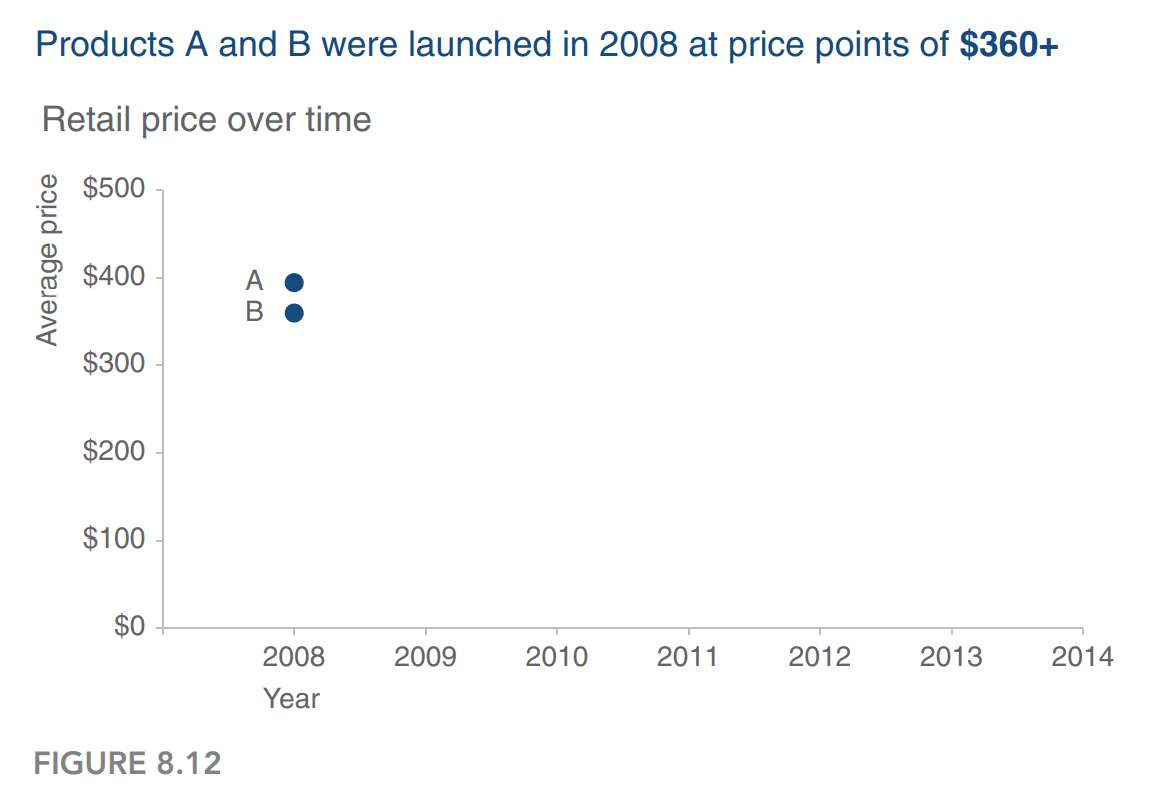 Products A and B were launched in 2008 at price points of $360+
Retail price over time
Average price
$500
$400
$300
$200
$100
$0
A
B
2008 2009 2010 2011 2012 2013 2014
Year
FIGURE 8.12